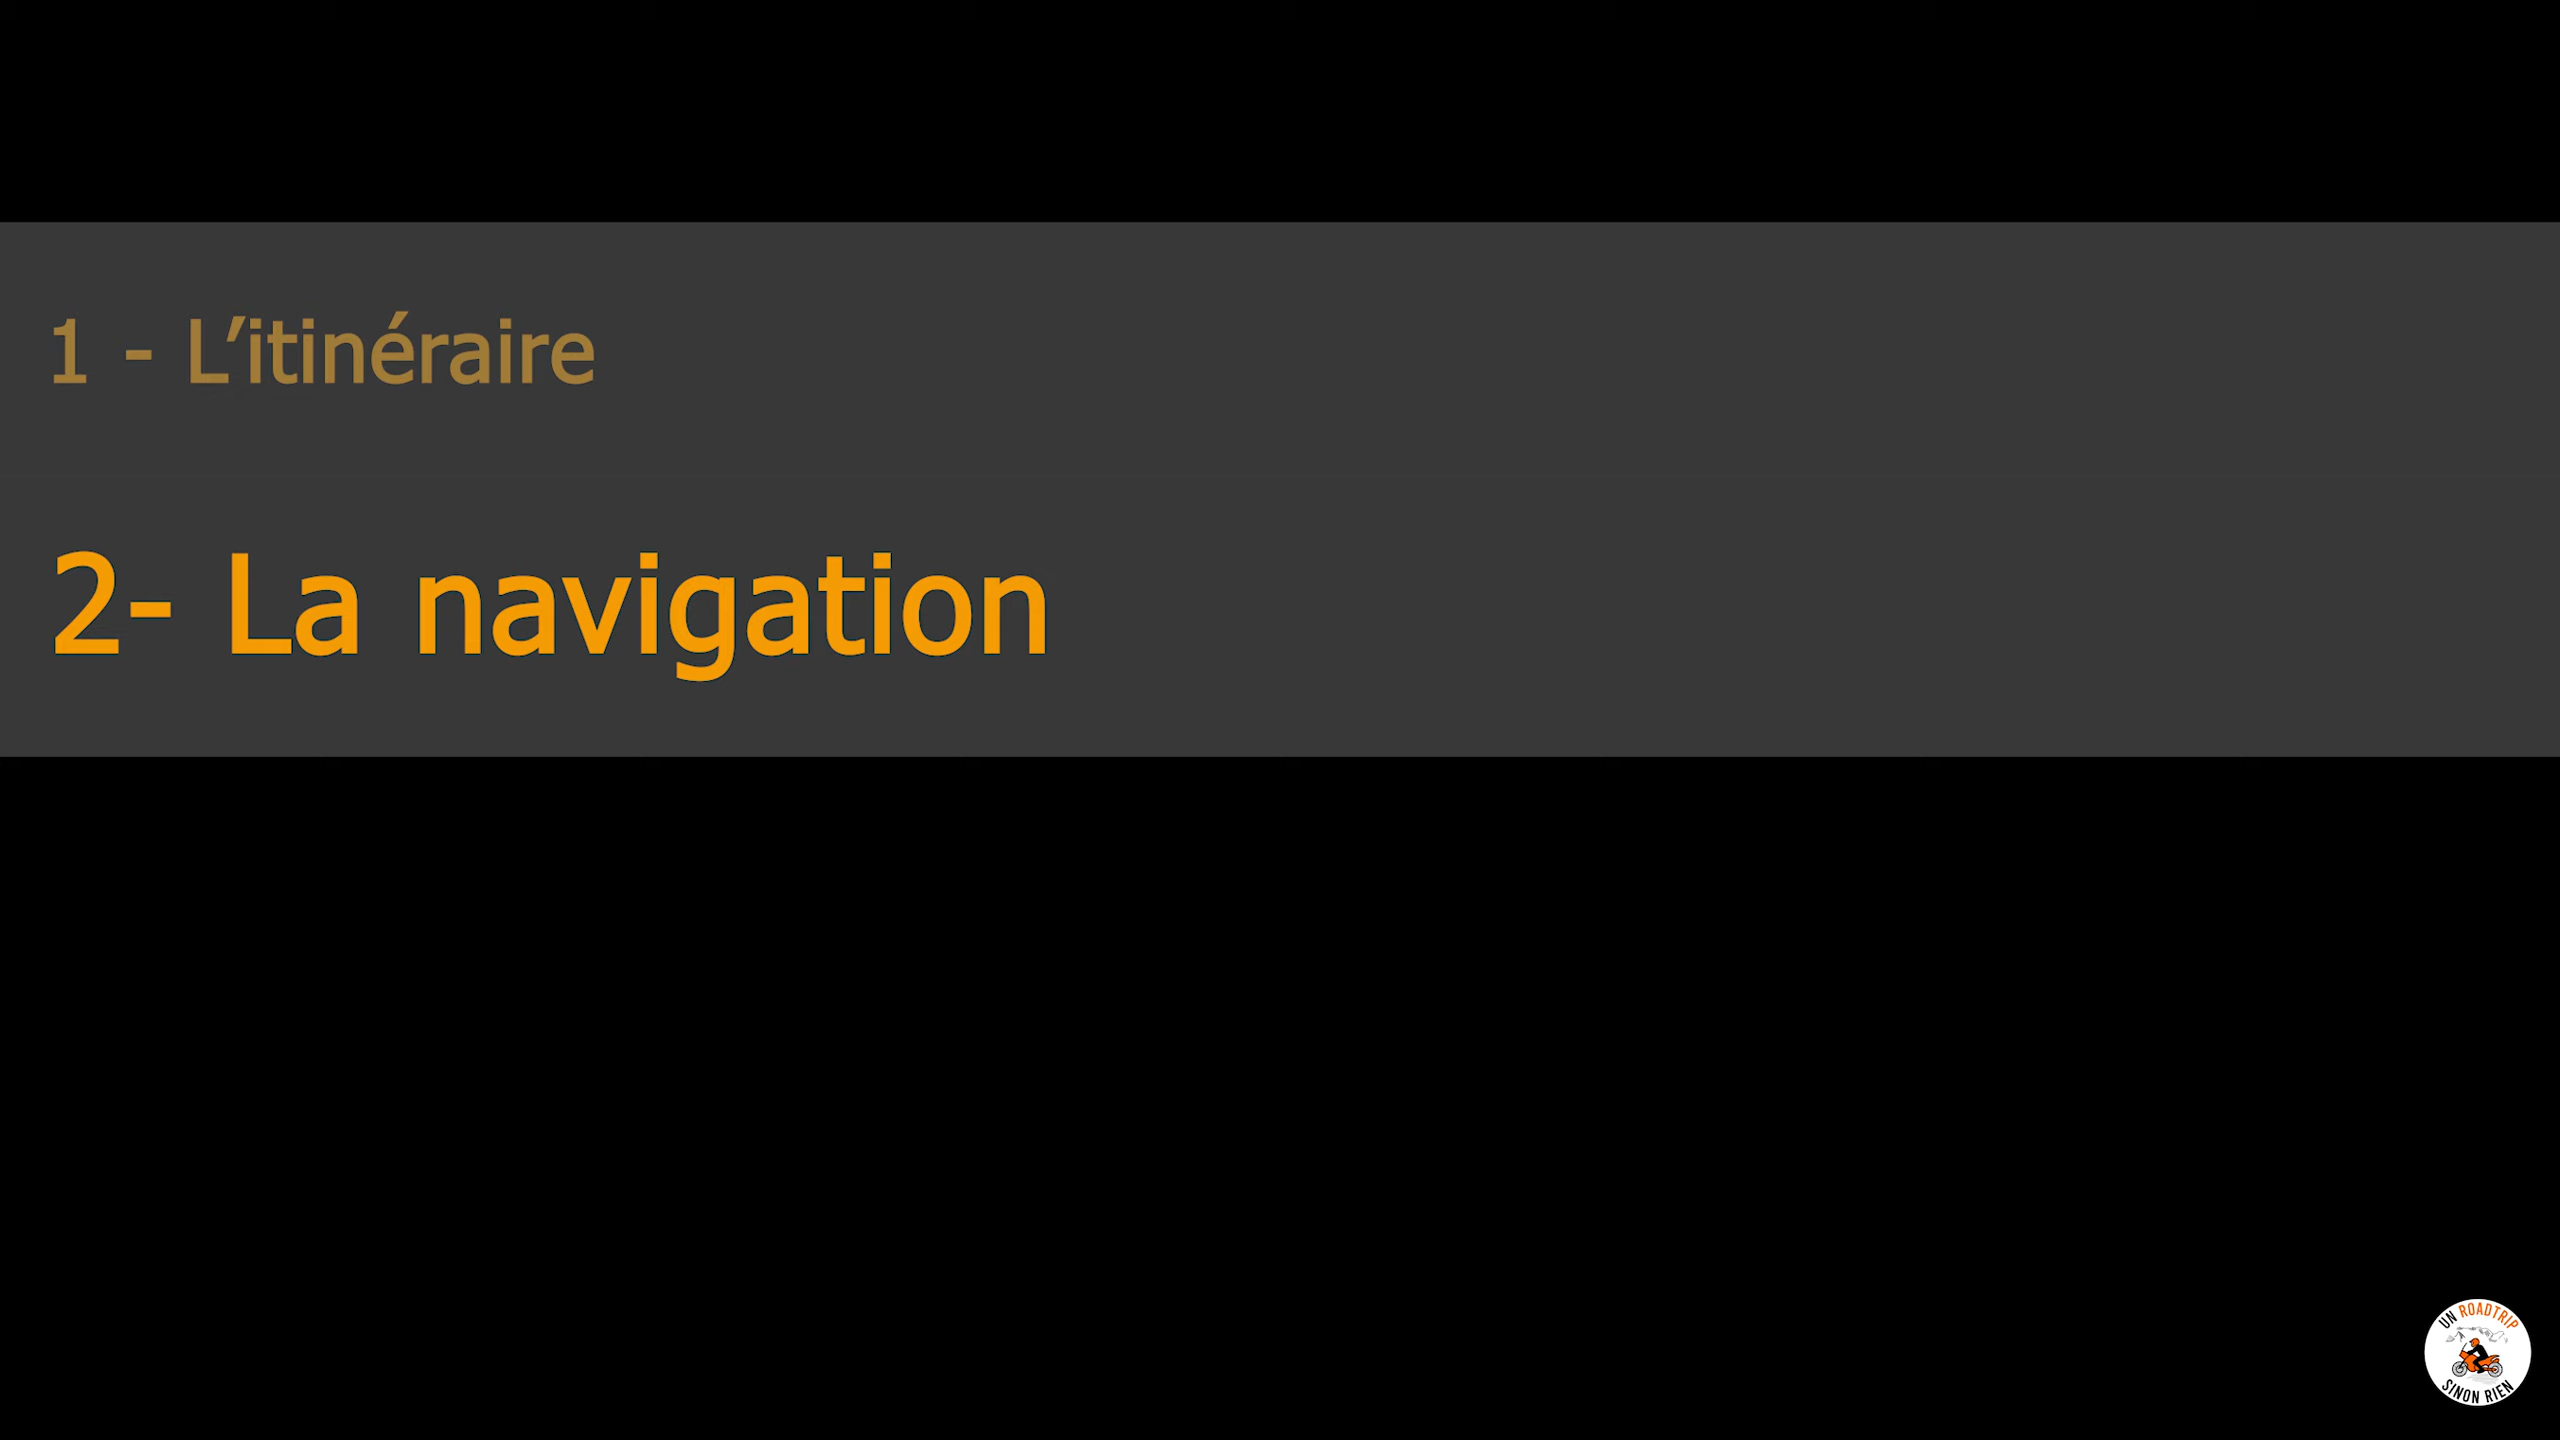 1 - L’itinéraire
2- La navigation
UN ROADTRIP
SINON RIEN